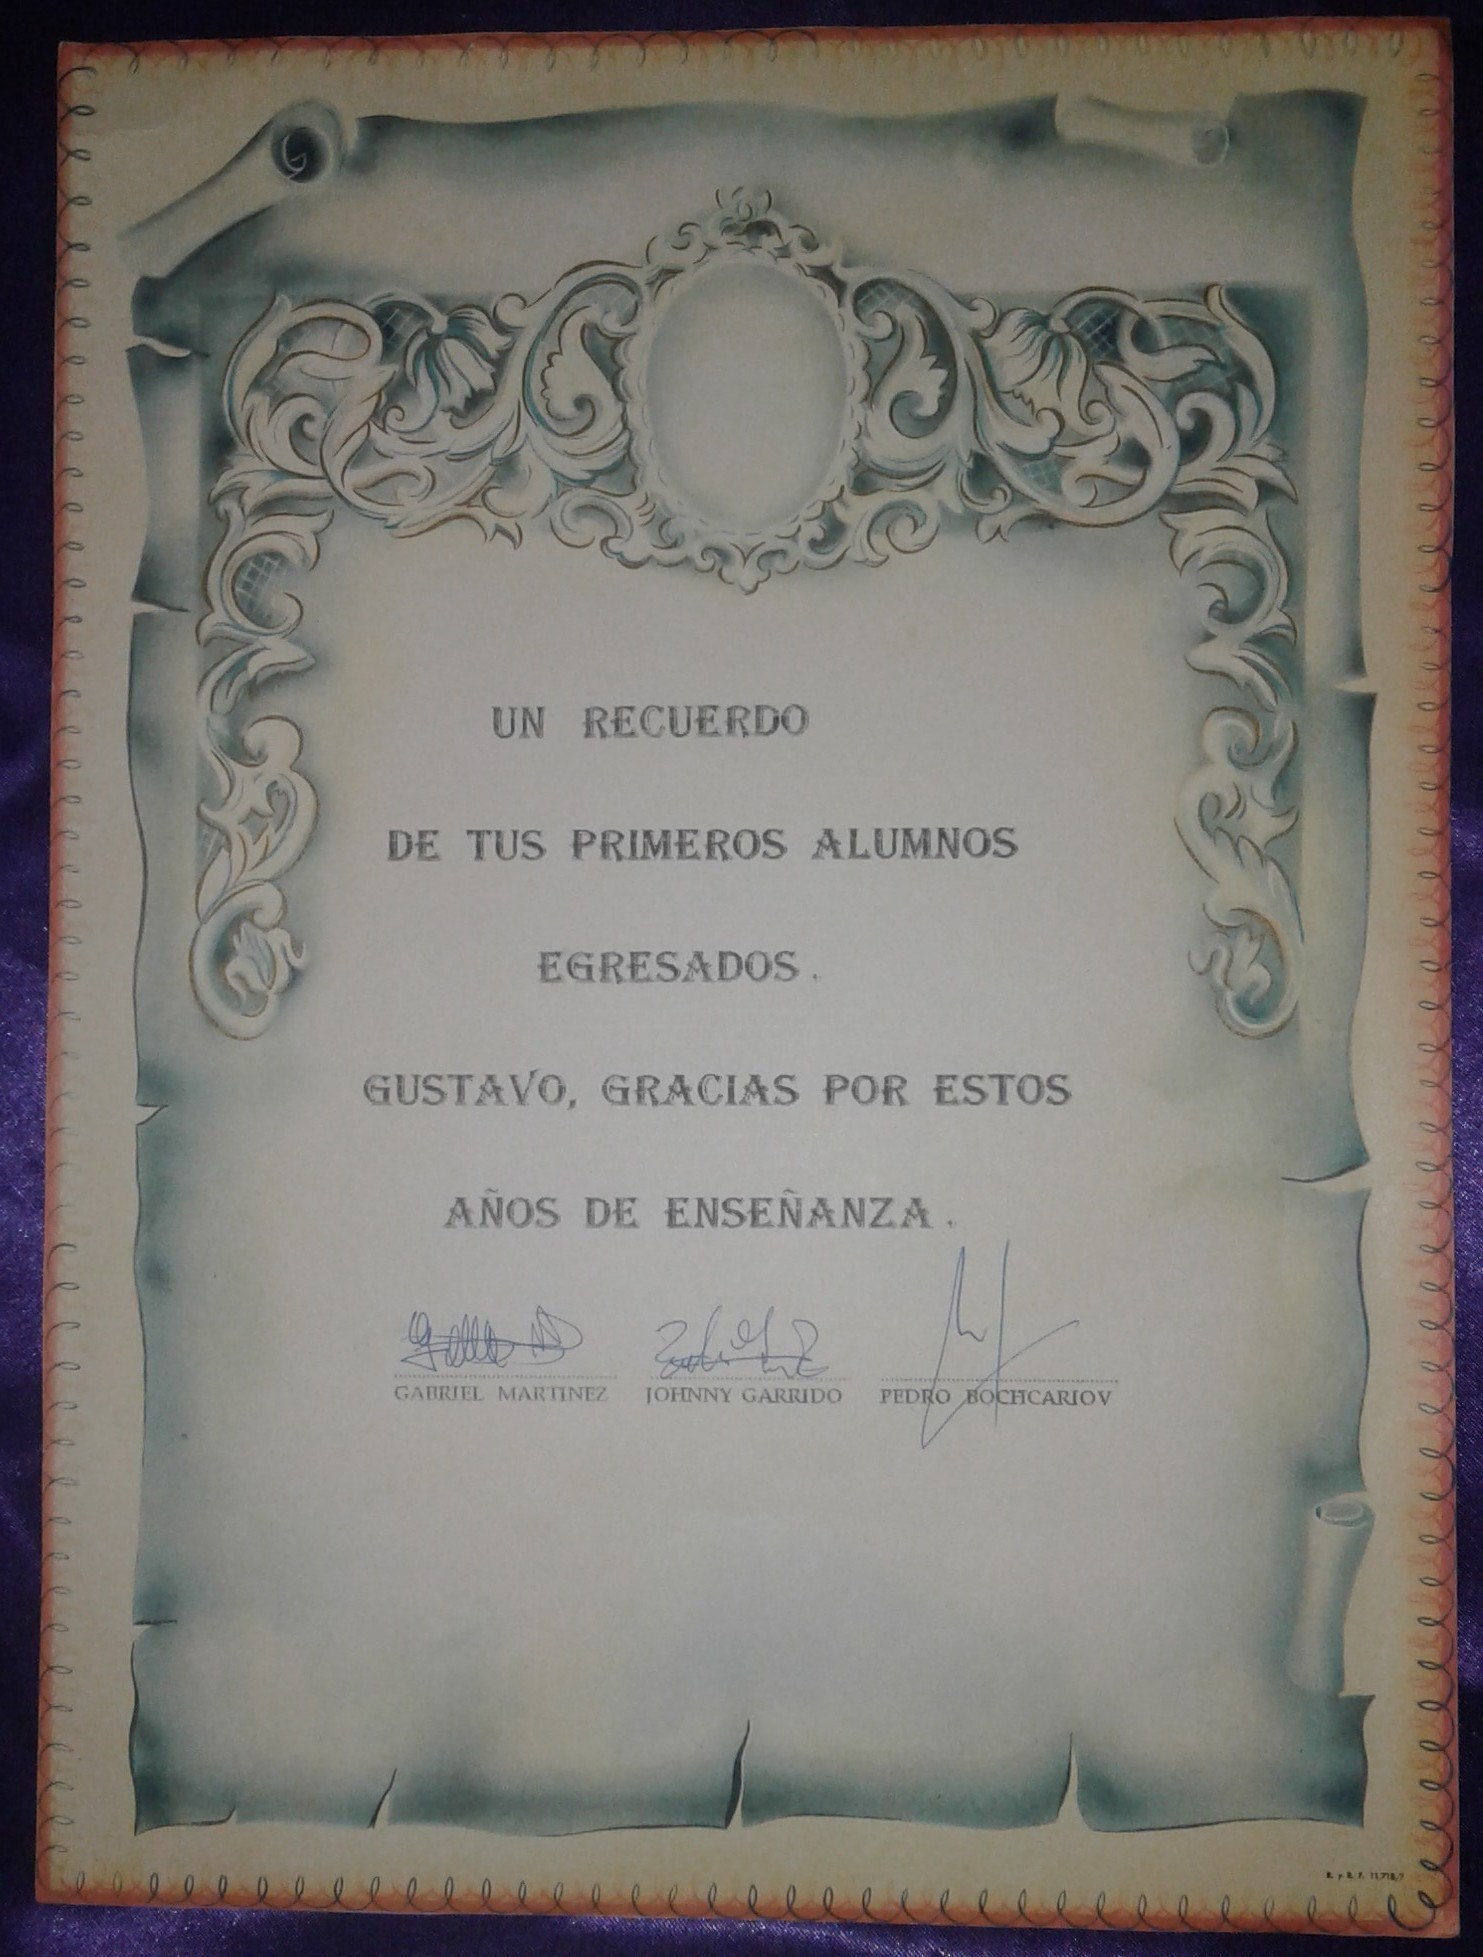 UN RECUERDO
DE TUS PRIMEROS ALUMNOS
EGRESADOS.
GUSTAVO, GRACIAS POR ESTOS
AÑOS DE ENSEÑANZA.
GABRIEL MARTINEZ JOHNNY GARRIDO PEDRO BOCHCARIOV